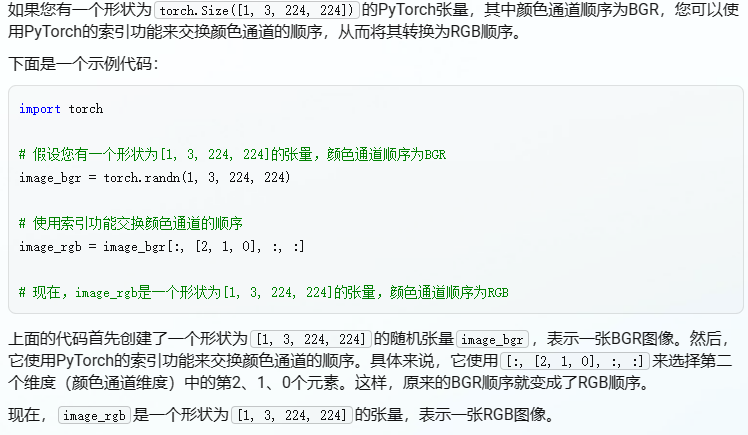 如果您有一个形状为 torch.Size([1, 3, 224, 224]) 的PyTorch张量，其中颜色通道顺序为BGR，您可以使
用PyTorch的索引功能来交换颜色通道的顺序，从而将其转换为RGB顺序。
下面是一个示例代码：
import torch
# 假设您有一个形状为[1, 3, 224, 224]的张量，颜色通道顺序为BGR
image_bgr = torch.randn(1, 3, 224, 224)
# 使用索引功能交换颜色通道的顺序
image_rgb = image_bgr[:, [2, 1, 0], :, :]
# 现在，image_rgb是一个形状为[1, 3, 224, 224]的张量，颜色通道顺序为RGB
上面的代码首先创建了一个形状为 [1, 3, 224, 224] 的随机张量 image_bgr ，表示一张BGR图像。然后，
它使用PyTorch的索引功能来交换颜色通道的顺序。具体来说，它使用 [:, [2, 1, 0], :, :] 来选择第二
个维度（颜色通道维度）中的第2、1、0个元素。这样，原来的BGR顺序就变成了RGB顺序。
现在， image_rgb 是一个形状为 [1, 3, 224, 224] 的张量，表示一张RGB图像。